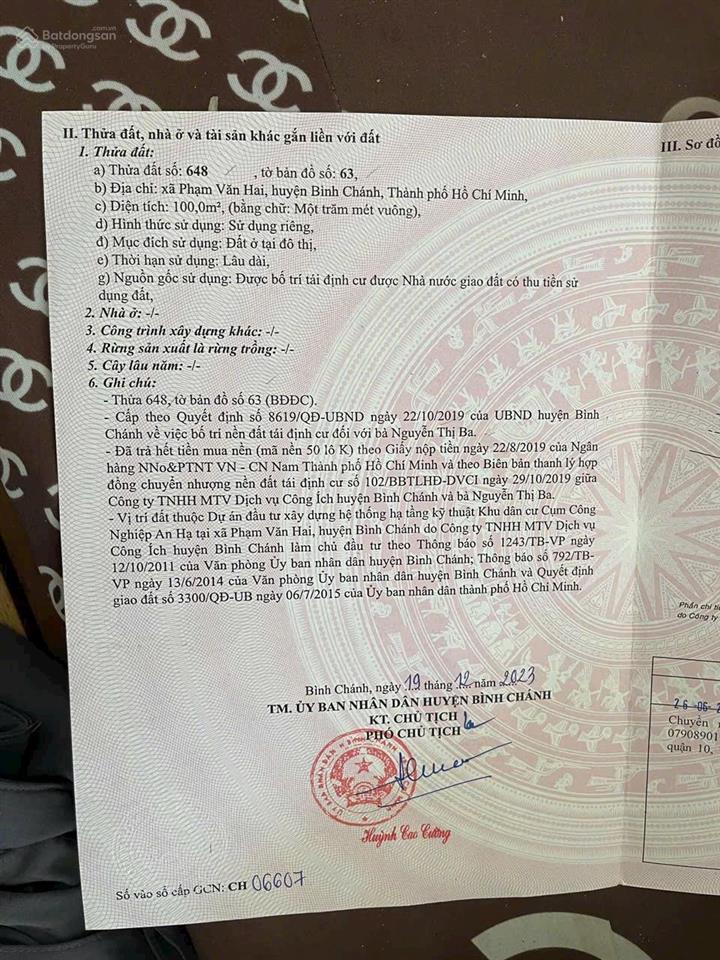 Batdongsan
.com.vn
by PropertyGuru
II. Thửa đất, nhà ở và tài sản khác gắn liền với đất
1. Thửa đất:
a) Thửa đất số: 648 , tờ bản đồ số: 63,
b) Địa chỉ: xã Phạm Văn Hai, huyện Bình Chánh, Thành phố Hồ Chí Minh,
c) Diện tích: 100,0m², (bằng chữ: Một trăm mét vuông),
d) Hình thức sử dụng: Sử dụng riêng,
đ) Mục đích sử dụng: Đất ở tại đô thị,
e) Thời hạn sử dụng: Lâu dài,
g) Nguồn gốc sử dụng: Được bố trí tái định cư được Nhà nước giao đất có thu tiền sử
dụng đất,
2. Nhà ở: -/-
3. Công trình xây dựng khác: -/-
4. Rừng sản xuất là rừng trồng: -/-
5. Cây lâu năm: -/-
6. Ghi chú:
- Thửa 648, tờ bản đồ số 63 (BĐĐC).
- Cấp theo Quyết định số 8619/QĐ-UBND ngày 22/10/2019 của UBND huyện Bình
Chánh về việc bố trí nền đất tái định cư đối với bà Nguyễn Thị Ba.
- Đã trả hết tiền mua nền (mã nền 50 lô K) theo Giấy nộp tiền ngày 22/8/2019 của Ngân
hàng NNo&PTNT VN - CN Nam Thành phố Hồ Chí Minh và theo Biên bản thanh lý hợp
đồng chuyển nhượng nền đất tái định cư số 102/BBTLHĐ-DVCI ngày 29/10/2019 giữa
Công ty TNHH MTV Dịch vụ Công Ích huyện Bình Chánh và bà Nguyễn Thị Ba.
- Vị trí đất thuộc Dự án đầu tư xây dựng hệ thống hạ tầng kỹ thuật Khu dân cư Cụm Công
Nghiệp An Hạ tại xã Phạm Văn Hai, huyện Bình Chánh do Công ty TNHH MTV Dịch vụ
Công Ích huyện Bình Chánh làm chủ đầu tư theo Thông báo số 1243/TB-VP ngày
12/10/2011 của Văn phòng Ủy ban nhân dân huyện Bình Chánh; Thông báo số 792/TB-
VP ngày 13/6/2014 của Văn phòng Ủy ban nhân dân huyện Bình Chánh và Quyết định
giao đất số 3300/QĐ-UB ngày 06/7/2015 của Ủy ban nhân dân thành phố Hồ Chí Minh.
Bình Chánh, ngày 19 tháng 12 năm 2023
TM. ỦY BAN NHÂN DÂN HUYỆN BÌNH CHÁNH
KT. CHỦ TỊCH
PHÓ CHỦ TỊCH
Huỳnh Cao Cường
Số vào sổ cấp GCN: CH 06607
III. Sơ đồ
Phần chỉ
do Công ty
26-06-2
Chuyển
07908901
quận 10,